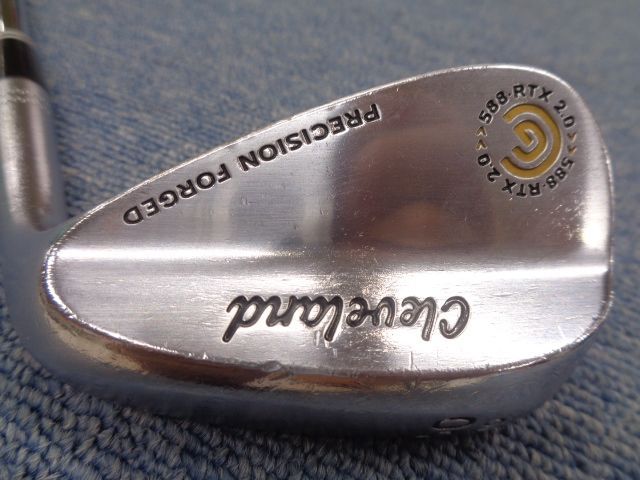 588·RTX 2.0 >> 588·RTX 2.0 >>
PRECISION FORGED
Cleveland